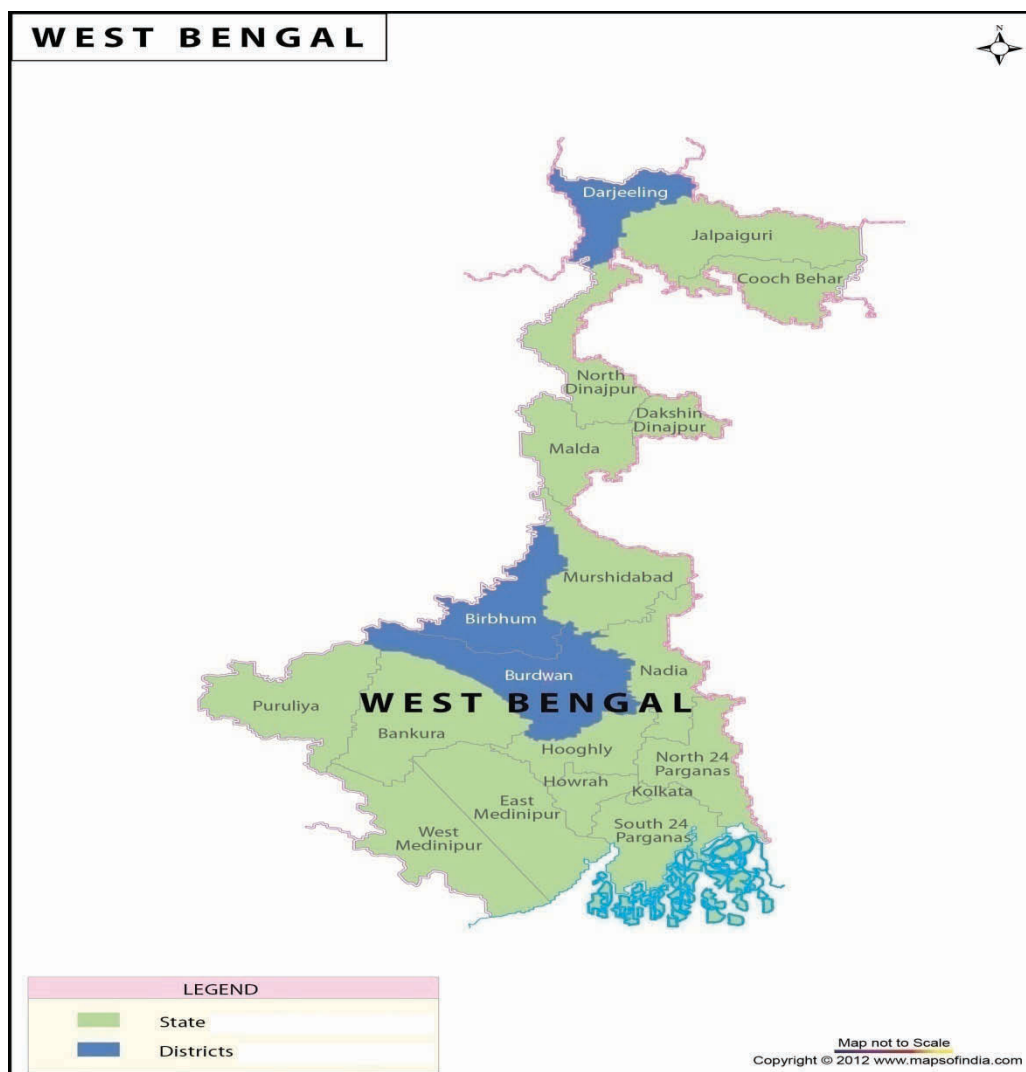 WEST BENGAL
N
Darjeeling
Jalpaiguri
Cooch Behar
North
Dinajpur
Dakshin
Dinajpur
Malda
Murshidabad
Birbhum
Nadia
Burdwan
WEST BENGAL
Puruliya
Bankura
Hooghly
North 24
Parganas
Howrah
Kolkata
East
Medinipur
South 24
Parganas
West
Medinipur
LEGEND
State
Districts
Map not to Scale
Copyright © 2012 www.mapsofindia.com